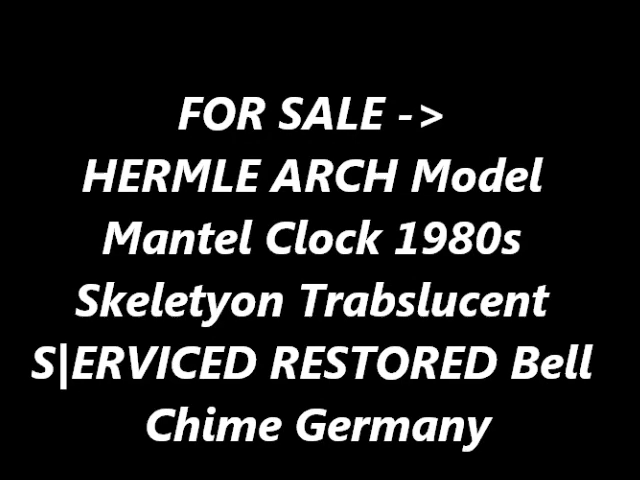 FOR SALE ->
HERMLE ARCH Model
Mantel Clock 1980s
Skeletyon Trabslucent
S|ERVICED RESTORED Bell
Chime Germany